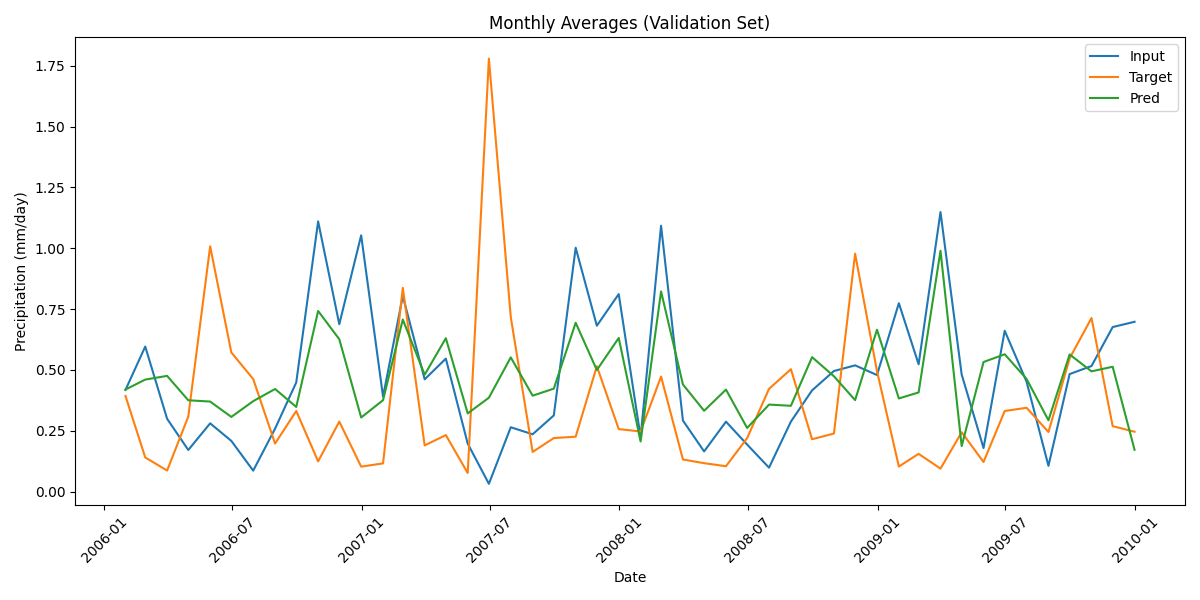 Monthly Averages (Validation Set)
Input
Target
Pred
Precipitation (mm/day)
1.75
1.50
1.25
1.00
0.75
0.50
0.25
0.00
2006-01
2006-07
2007-01
2007-07
2008-01
2008-07
2009-01
2009-07
2010-01
Date